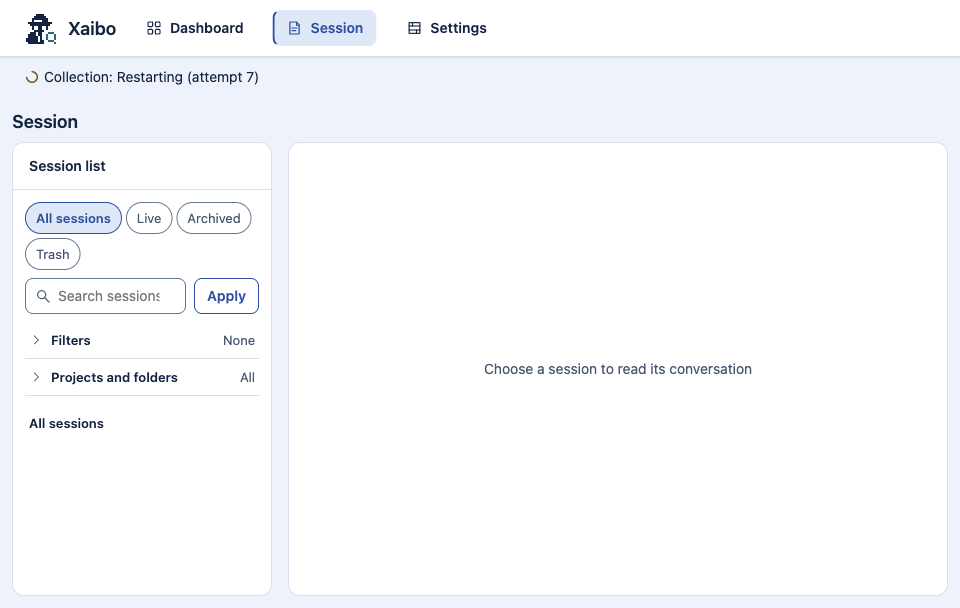 Xaibo
Dashboard
Session
Settings
Collection: Restarting (attempt 7)
Session
Session list
All sessions
Live
Archived
Trash
Search sessions
Apply
Filters
None
Projects and folders
All
All sessions
Choose a session to read its conversation